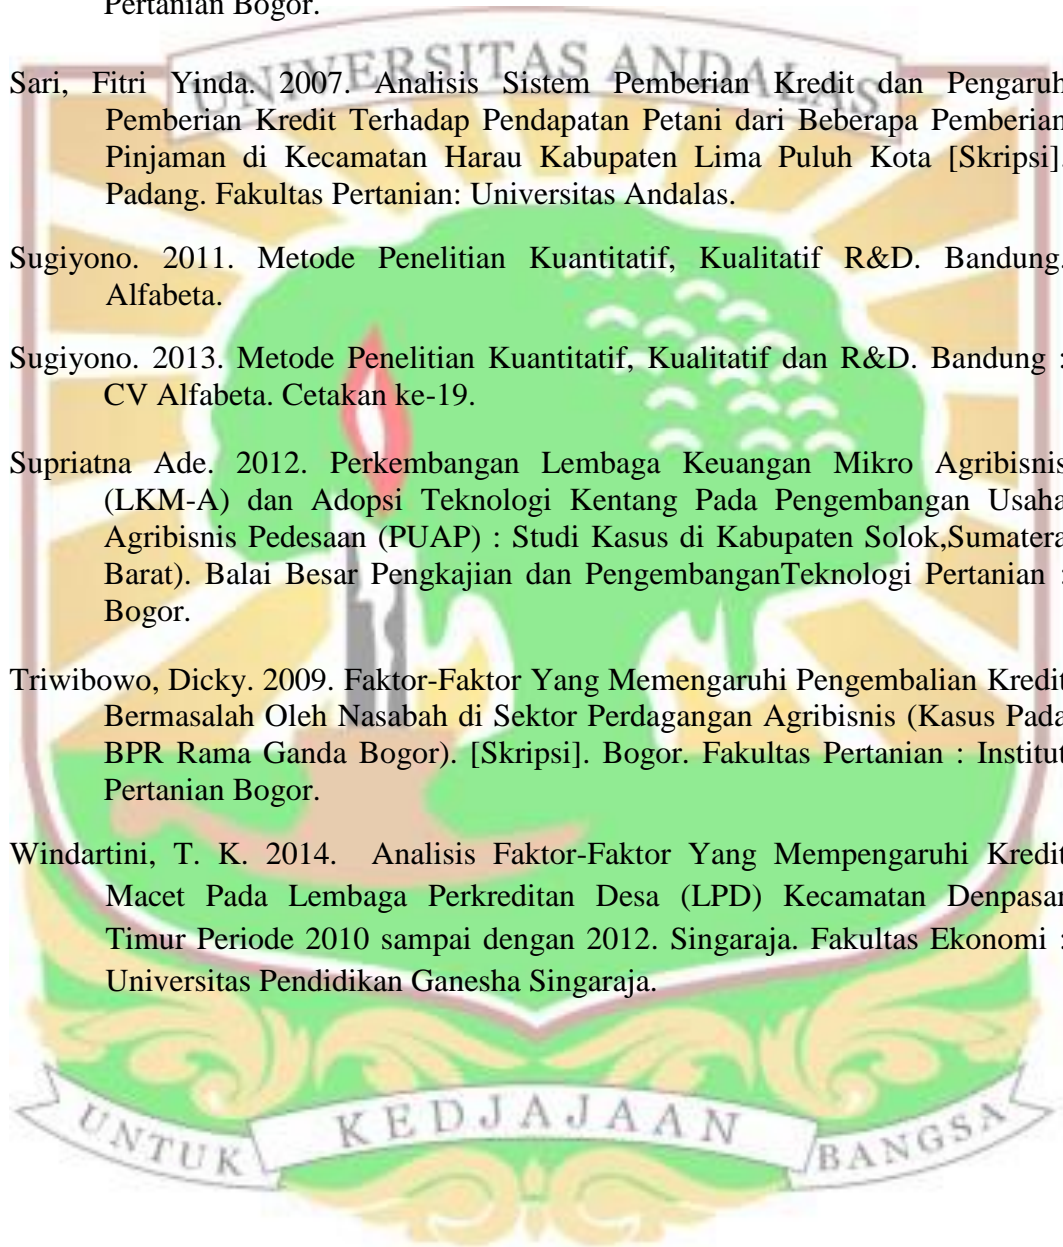 Pertanian Bogor.
UNIVERSITAS ANDALAS
Sari, Fitri Yinda. 2007. Analisis Sistem Pemberian Kredit dan Pengaruh
Pemberian Kredit Terhadap Pendapatan Petani dari Beberapa Pemberian
Pinjaman di Kecamatan Harau Kabupaten Lima Puluh Kota [Skripsi].
Padang. Fakultas Pertanian: Universitas Andalas.
Sugiyono. 2011. Metode Penelitian Kuantitatif, Kualitatif R&D. Bandung.
Alfabeta.
Sugiyono. 2013. Metode Penelitian Kuantitatif, Kualitatif dan R&D. Bandung :
CV Alfabeta. Cetakan ke-19.
Supriatna Ade. 2012. Perkembangan Lembaga Keuangan Mikro Agribisnis
(LKM-A) dan Adopsi Teknologi Kentang Pada Pengembangan Usaha
Agribisnis Pedesaan (PUAP) : Studi Kasus di Kabupaten Solok,Sumatera
Barat). Balai Besar Pengkajian dan PengembanganTeknologi Pertanian :
Bogor.
Triwibowo, Dicky. 2009. Faktor-Faktor Yang Memengaruhi Pengembalian Kredit
Bermasalah Oleh Nasabah di Sektor Perdagangan Agribisnis (Kasus Pada
BPR Rama Ganda Bogor). [Skripsi]. Bogor. Fakultas Pertanian : Institut
Pertanian Bogor.
Windartini, T. K. 2014. Analisis Faktor-Faktor Yang Mempengaruhi Kredit
Macet Pada Lembaga Perkreditan Desa (LPD) Kecamatan Denpasar
Timur Periode 2010 sampai dengan 2012. Singaraja. Fakultas Ekonomi :
Universitas Pendidikan Ganesha Singaraja.
UNTUK KEDJAJAAN BANGSA